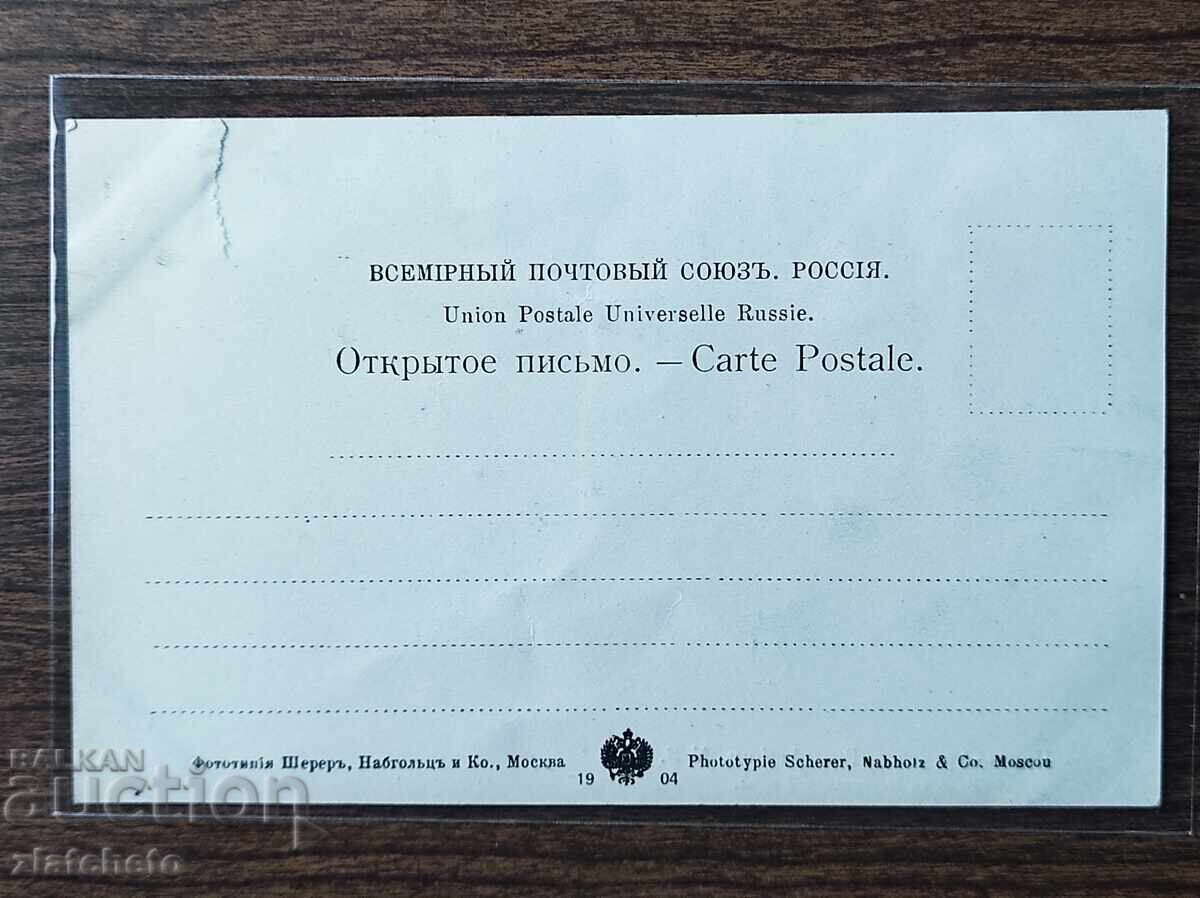 ВСЕМІРНЫЙ ПОЧТОВЫЙ СОЮЗЪ. РОССІЯ.
Union Postale Universelle Russie.
Открытое письмо. — Carte Postale.
Фототипія Шереръ, Набгольцъ и Ко., Москва
19 04
Phototypie Scherer, Nabholz & Co. Moscou
BALKAN
auction
zlatcheto